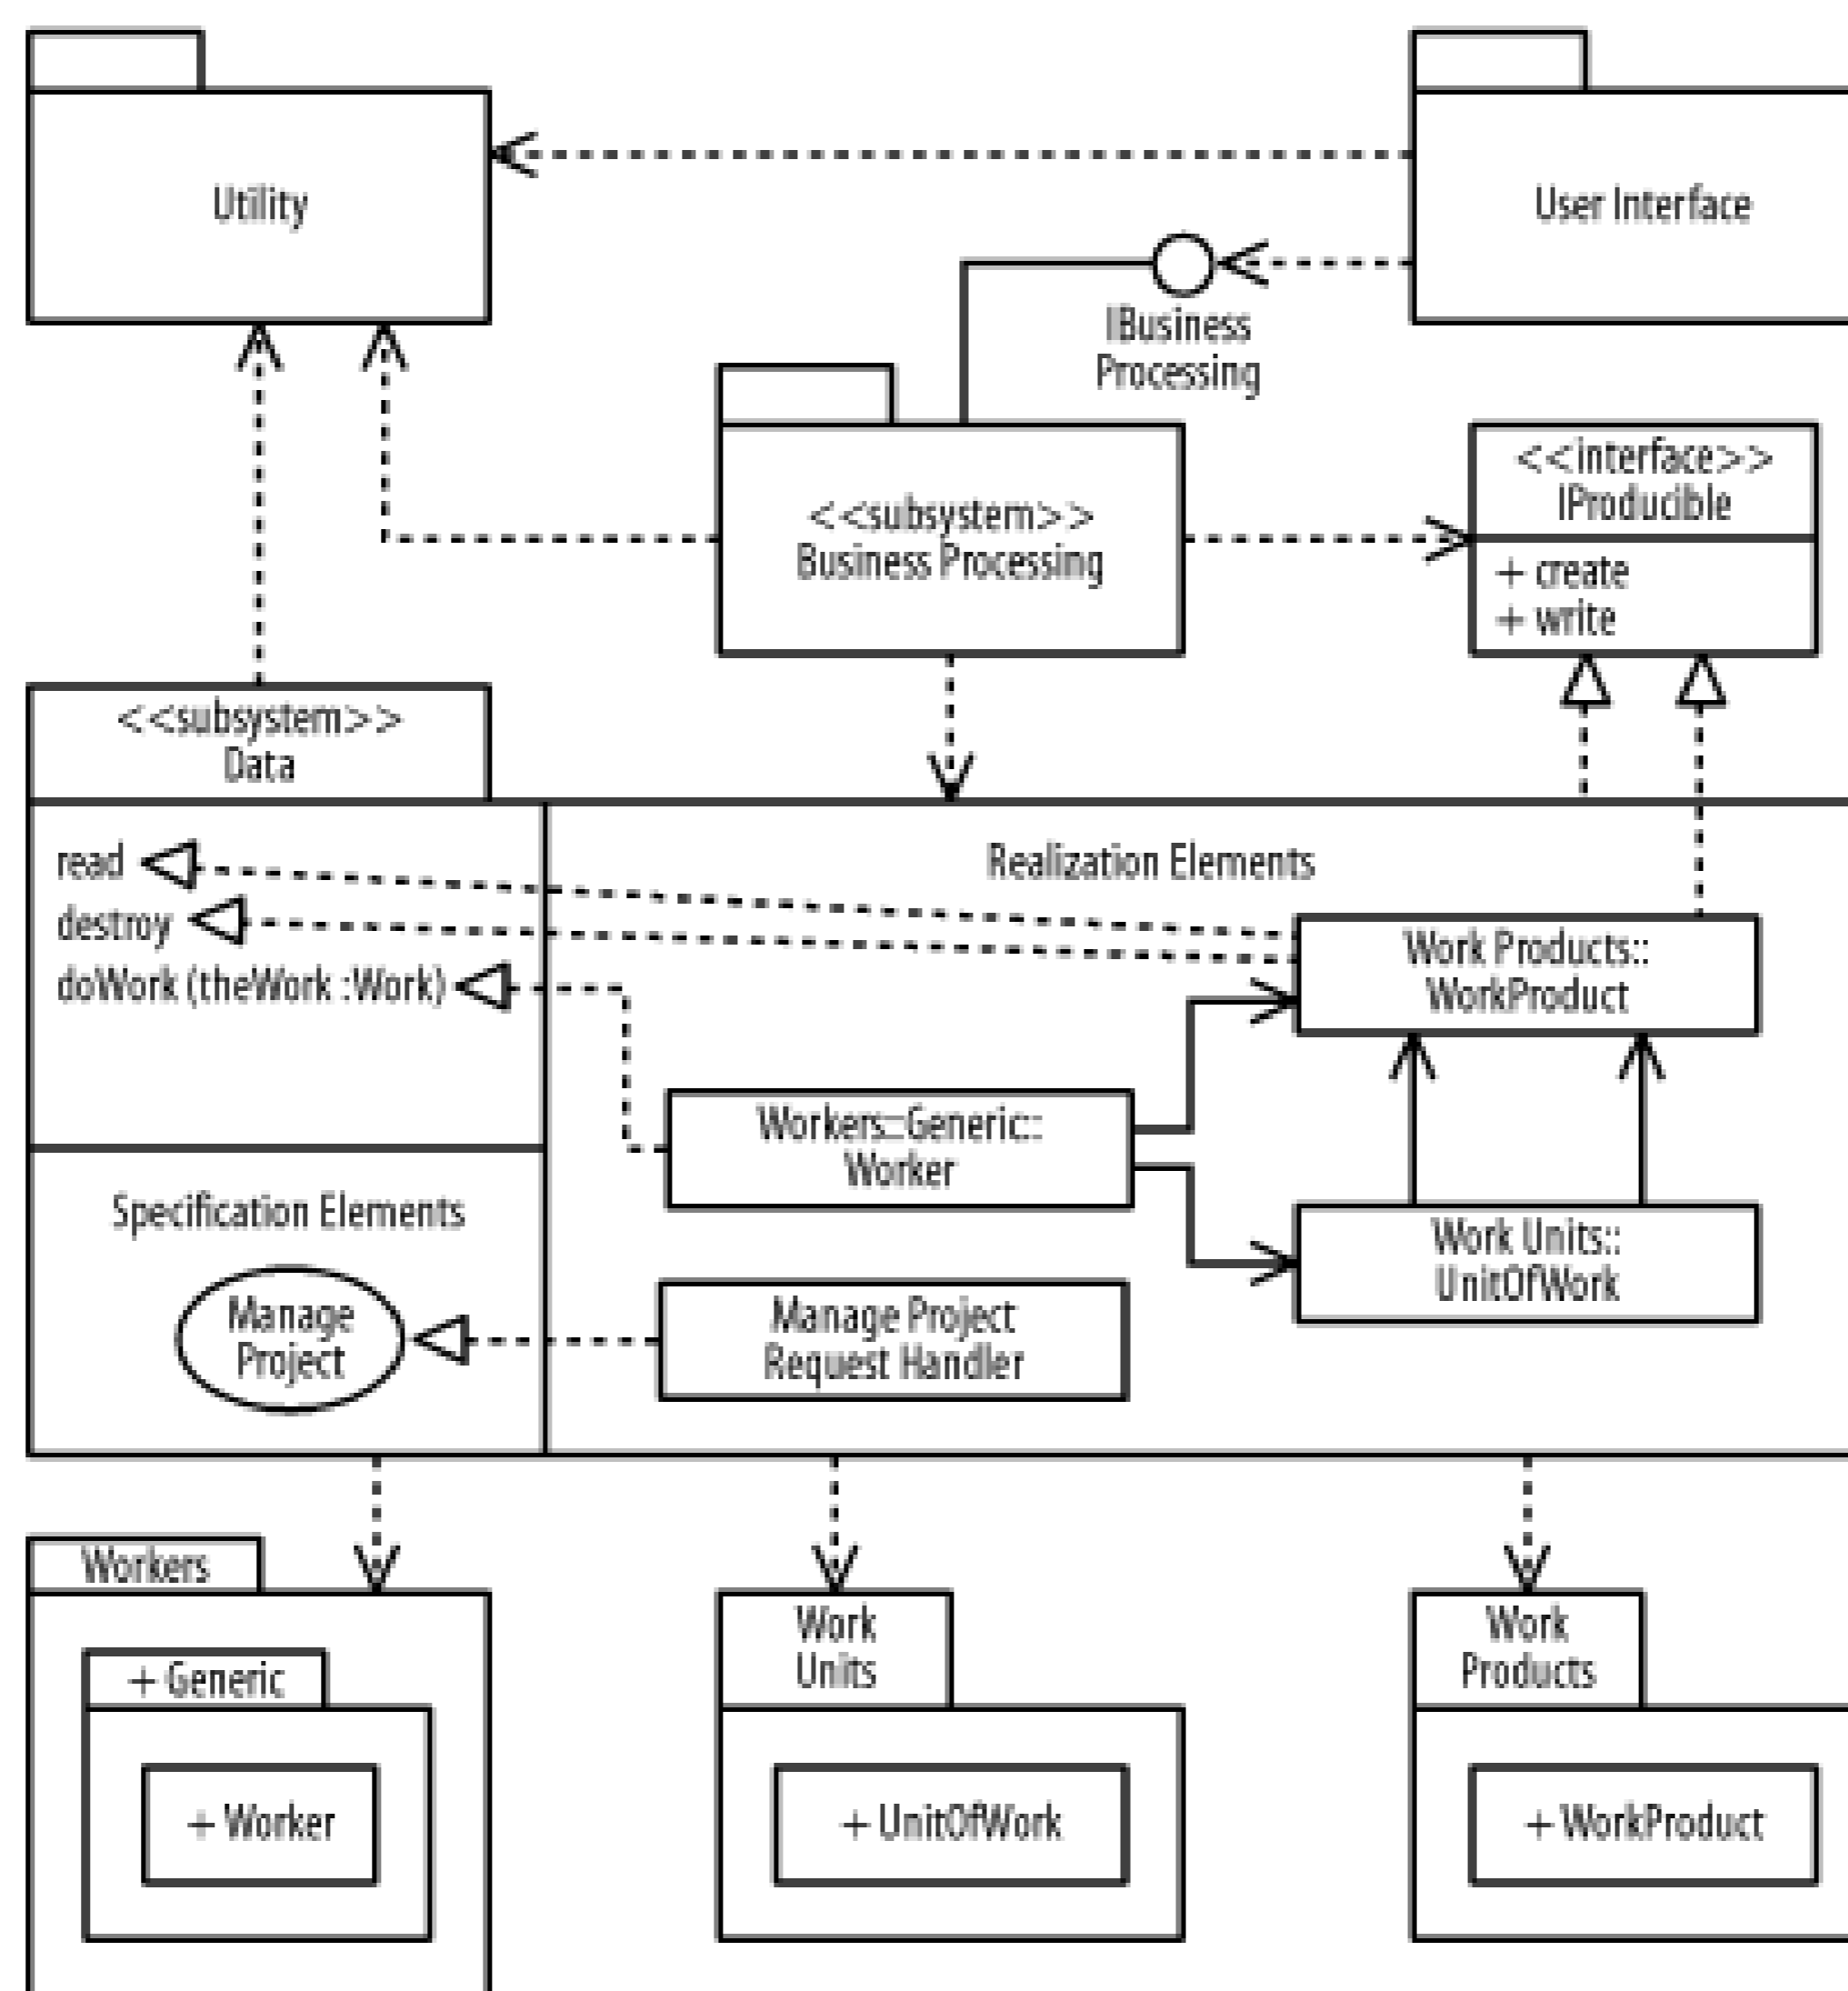 Utility
User Interface
IBusiness
Processing
<<subsystem>>
Business Processing
<<interface>>
IProducible
+ create
+ write
<<subsystem>>
Data
read
destroy
doWork (theWork :Work)
Realization Elements
Work Products::
WorkProduct
Workers::Generic::
Worker
Specification Elements
Work Units::
UnitOfWork
Manage
Project
Manage Project
Request Handler
Workers
+ Generic
+ Worker
Work
Units
+ UnitOfWork
Work
Products
+ WorkProduct